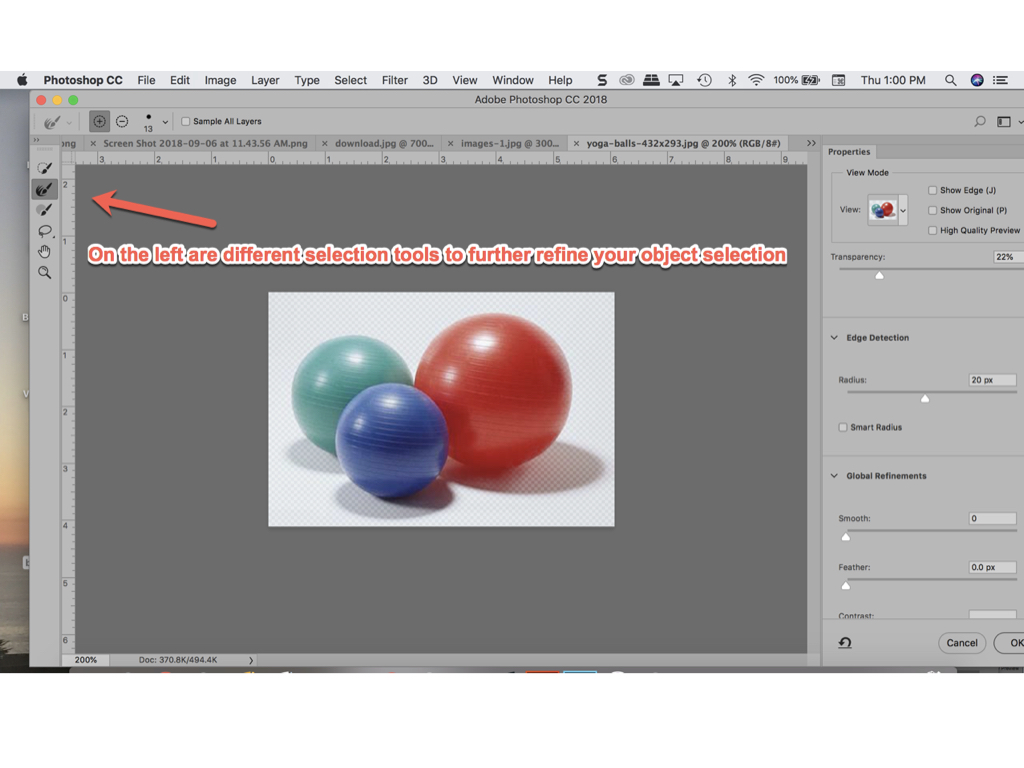 Photoshop CC File Edit Image Layer Type Select Filter 3D View Window Help 100% Thu 1:00 PM
Adobe Photoshop CC 2018
13 Sample All Layers
ong × Screen Shot 2018-09-06 at 11.43.56 AM.png × download.jpg @ 700... × images-1.jpg @ 300... × yoga-balls-432x293.jpg @ 200% (RGB/8#) >>
3 2 1 0 1 2 3 4 5 6 7 8 9
2
1
0
1
2
3
4
5
6
On the left are different selection tools to further refine your object selection
Properties
View Mode
View:
Show Edge (J)
Show Original (P)
High Quality Preview
Transparency: 22%
Edge Detection
Radius: 20 px
Smart Radius
Global Refinements
Smooth: 0
Feather: 0.0 px
Contrast:
Cancel OK
200% Doc: 370.8K/494.4K